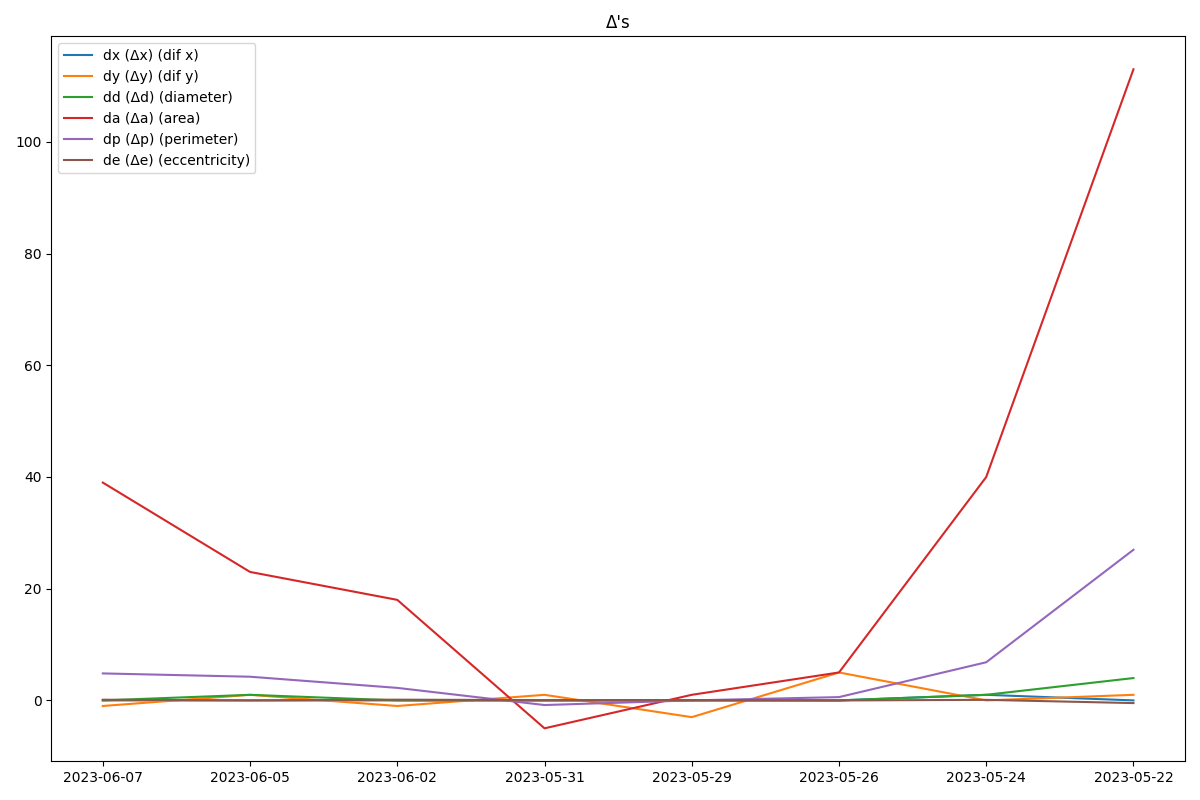 Δ's
dx (Δx) (dif x)
dy (Δy) (dif y)
dd (Δd) (diameter)
da (Δa) (area)
dp (Δp) (perimeter)
de (Δe) (eccentricity)
100
80
60
40
20
0
2023-06-07 2023-06-05 2023-06-02 2023-05-31 2023-05-29 2023-05-26 2023-05-24 2023-05-22